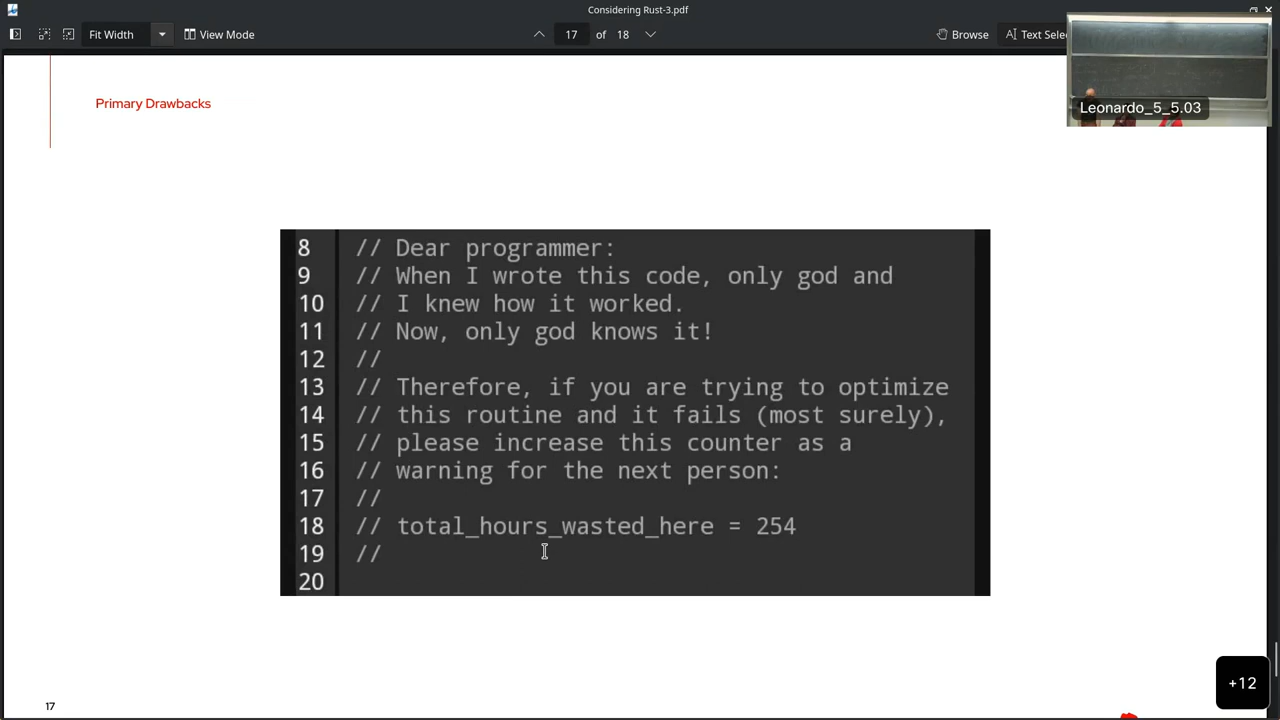 Considering Rust-3.pdf
Fit Width
View Mode
17 of 18
Browse
Text Selec
Leonardo_5_5.03
Primary Drawbacks
8 // Dear programmer:
9 // When I wrote this code, only god and
10 // I knew how it worked.
11 // Now, only god knows it!
12 //
13 // Therefore, if you are trying to optimize
14 // this routine and it fails (most surely),
15 // please increase this counter as a
16 // warning for the next person:
17 //
18 // total_hours_wasted_here = 254
19 //
20
+12
17